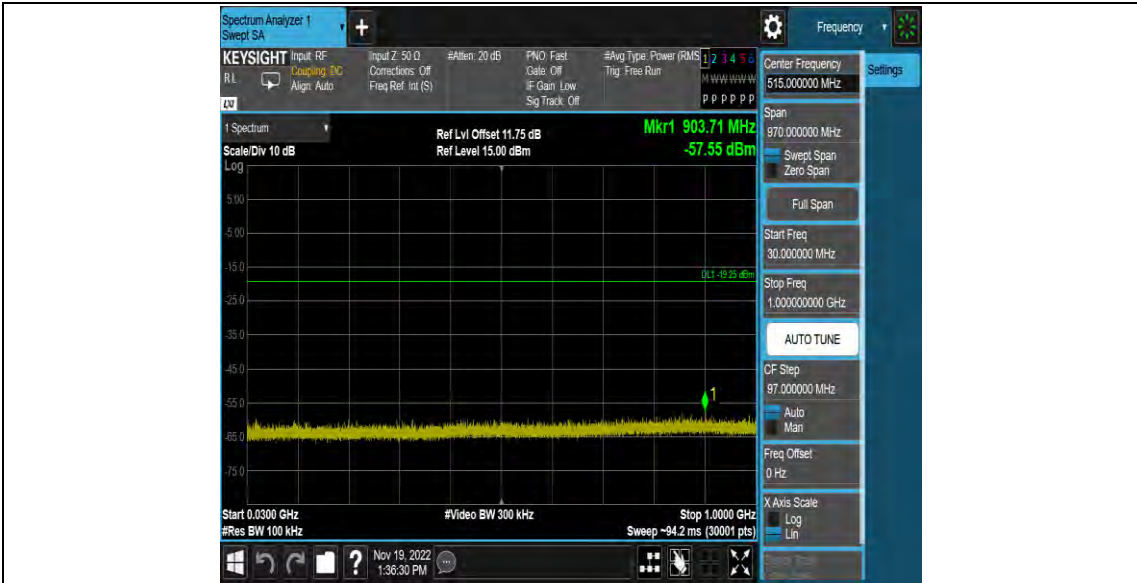 Spectrum Analyzer 1
Swept SA
Frequency
KEYSIGHT
RL
LXI
Input: RF
Coupling: DC
Align: Auto
Input Z: 50 Ω
Corrections: Off
Freq Ref: Int (S)
#Atten: 20 dB
PNO: Fast
Gate: Off
IF Gain: Low
Sig Track: Off
#Avg Type: Power (RMS
Trig: Free Run
1 2 3 4 5 6
M W W W W W
P P P P P P
Center Frequency
515.000000 MHz
Settings
Span
970.000000 MHz
Swept Span
Zero Span
Full Span
Start Freq
30.000000 MHz
Stop Freq
1.000000000 GHz
AUTO TUNE
CF Step
97.000000 MHz
Auto
Man
Freq Offset
0 Hz
X Axis Scale
Log
Lin
1 Spectrum
Scale/Div 10 dB
Log
Ref Lvl Offset 11.75 dB
Ref Level 15.00 dBm
Mkr1 903.71 MHz
-57.55 dBm
5.00
-5.00
-15.0
DL1 -19.25 dBm
-25.0
-35.0
-45.0
-55.0
1
-65.0
-75.0
Start 0.0300 GHz
#Res BW 100 kHz
#Video BW 300 kHz
Stop 1.0000 GHz
Sweep ~94.2 ms (30001 pts)
?
Nov 19, 2022
1:36:30 PM